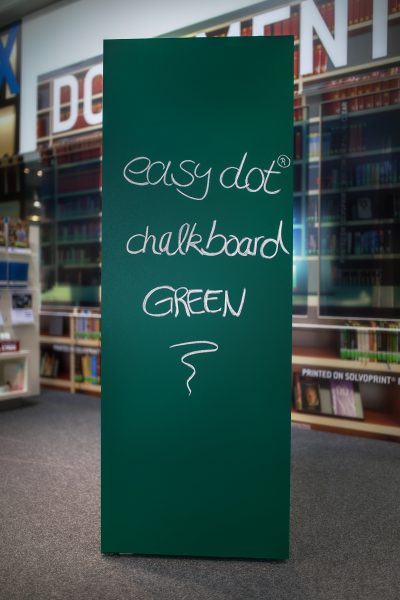 X
easy dot®
chalkboard
GREEN
PRINTED ON SOLVOPRINT®